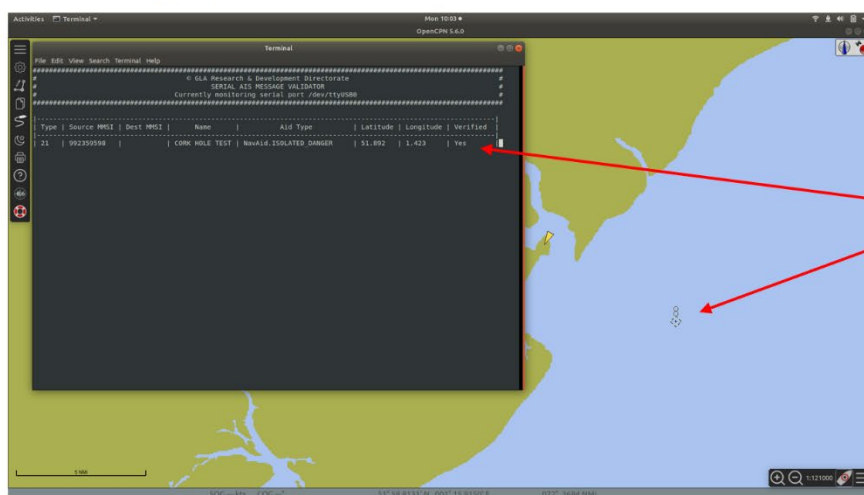 Activities Terminal Mon 10:03
OpenCPN 5.6.0
Terminal
File Edit View Search Terminal Help
################################################################
# © GLA Research & Development Directorate #
# SERIAL AIS MESSAGE VALIDATOR #
# Currently monitoring serial port /dev/ttyUSB0 #
################################################################
| Type | Source MMSI | Dest MMSI | Name | Aid Type | Latitude | Longitude | Verified |
| 21 | 992359598 | | CORK HOLE TEST | NavAid.ISOLATED_DANGER | 51.892 | 1.423 | Yes |
5 NMi
1:121000